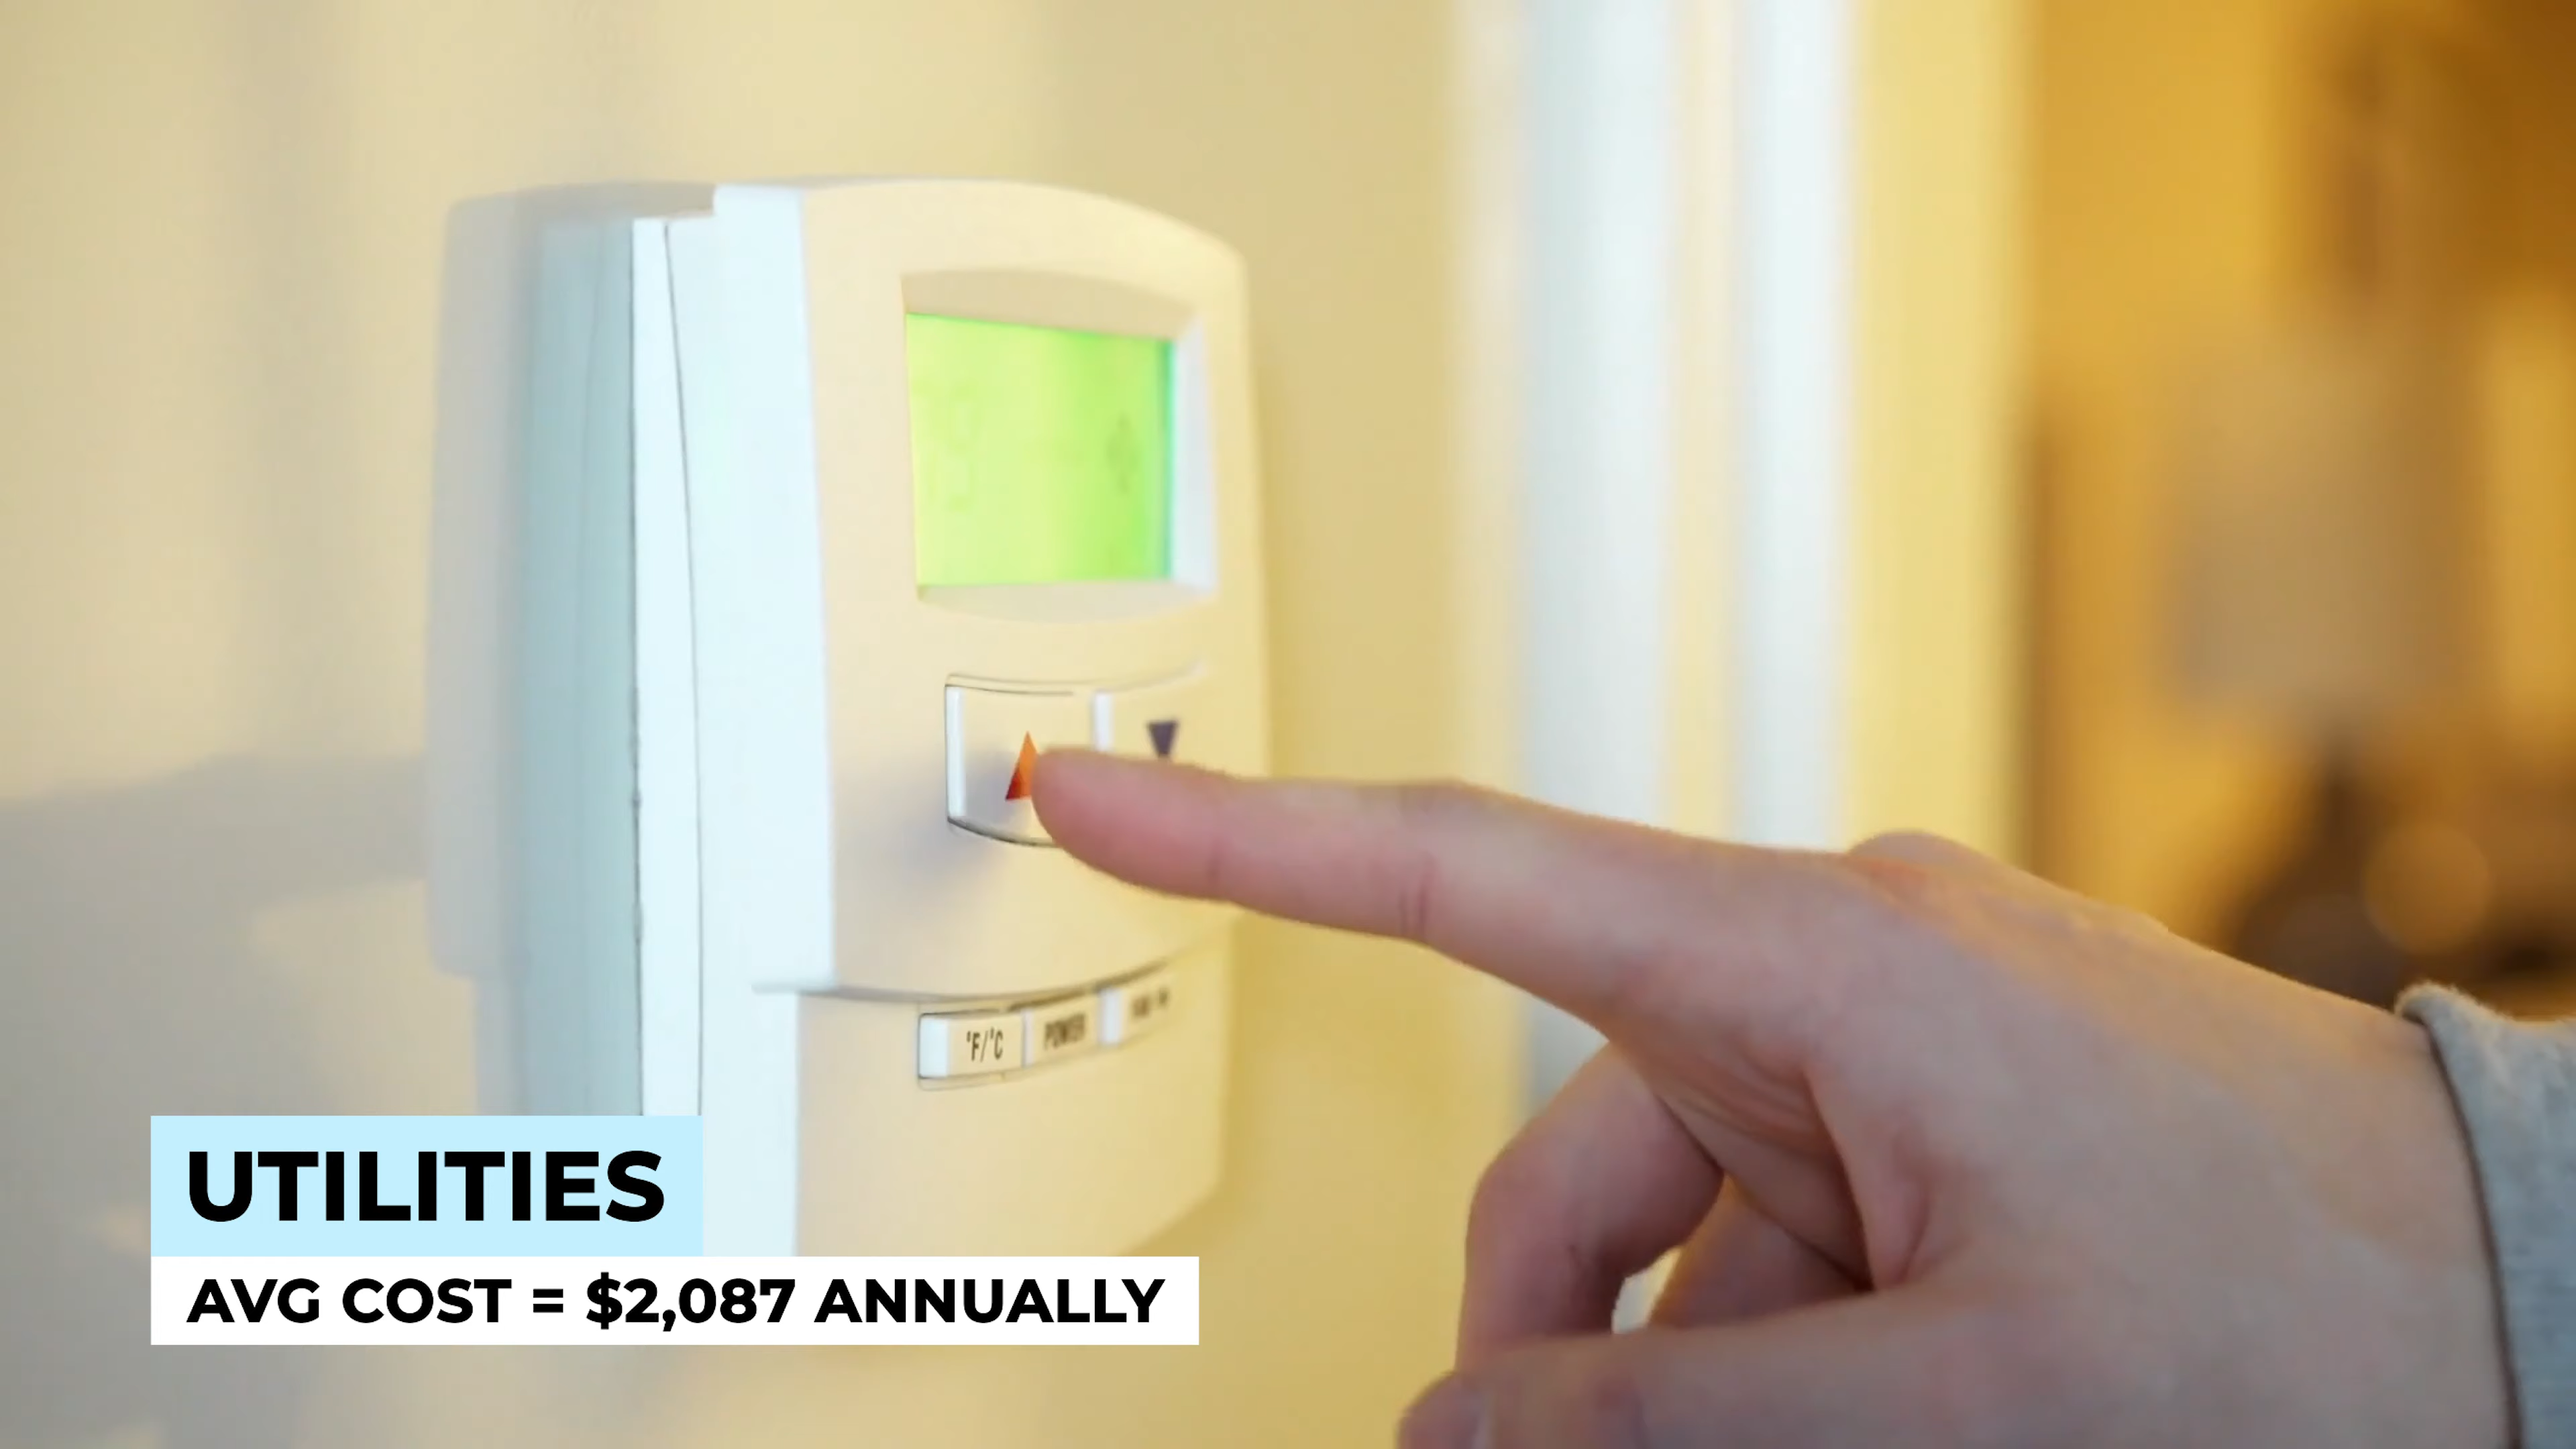 °F/°C
POWER
UTILITIES
AVG COST = $2,087 ANNUALLY